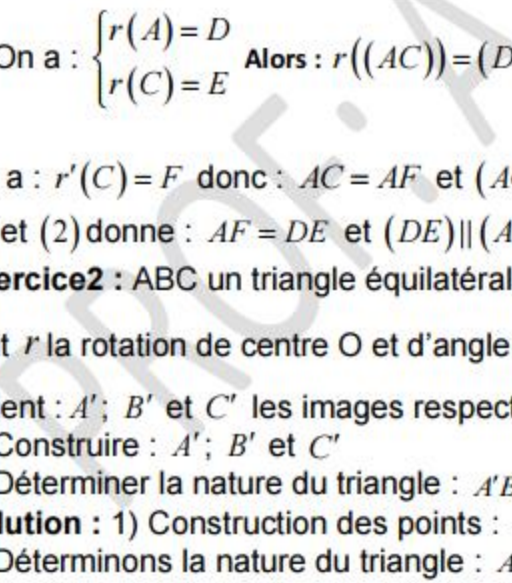 On a : { r(A) = D Alors : r((AC)) = (D
r(C) = E
a : r'(C) = F donc : AC = AF et (A
et (2) donne : AF = DE et (DE) || (A
ercice2 : ABC un triangle équilatéral
t r la rotation de centre O et d'angle
ent : A'; B' et C' les images respect
Construire : A'; B' et C'
Déterminer la nature du triangle : A'B
lution : 1) Construction des points :
Déterminons la nature du triangle : A
PROF: